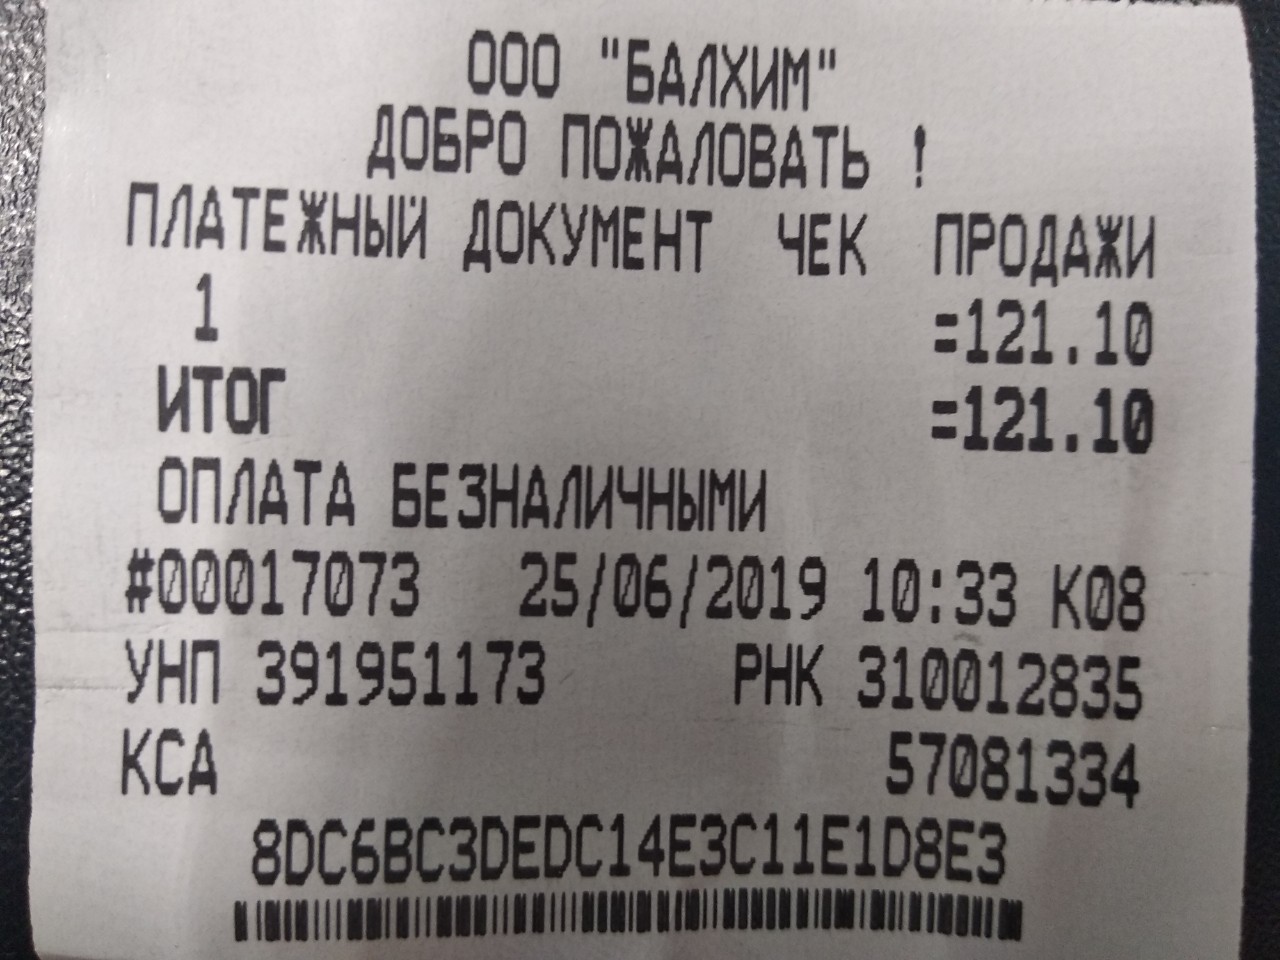 ООО "БАЛХИМ"
ДОБРО ПОЖАЛОВАТЬ !
ПЛАТЕЖНЫЙ ДОКУМЕНТ ЧЕК ПРОДАЖИ
1 =121.10
ИТОГ =121.10
ОПЛАТА БЕЗНАЛИЧНЫМИ
#00017073 25/06/2019 10:33 К08
УНП 391951173 РНК 310012835
КСА 57081334
8DC6BC3DEDC14E3C11E1D8E3